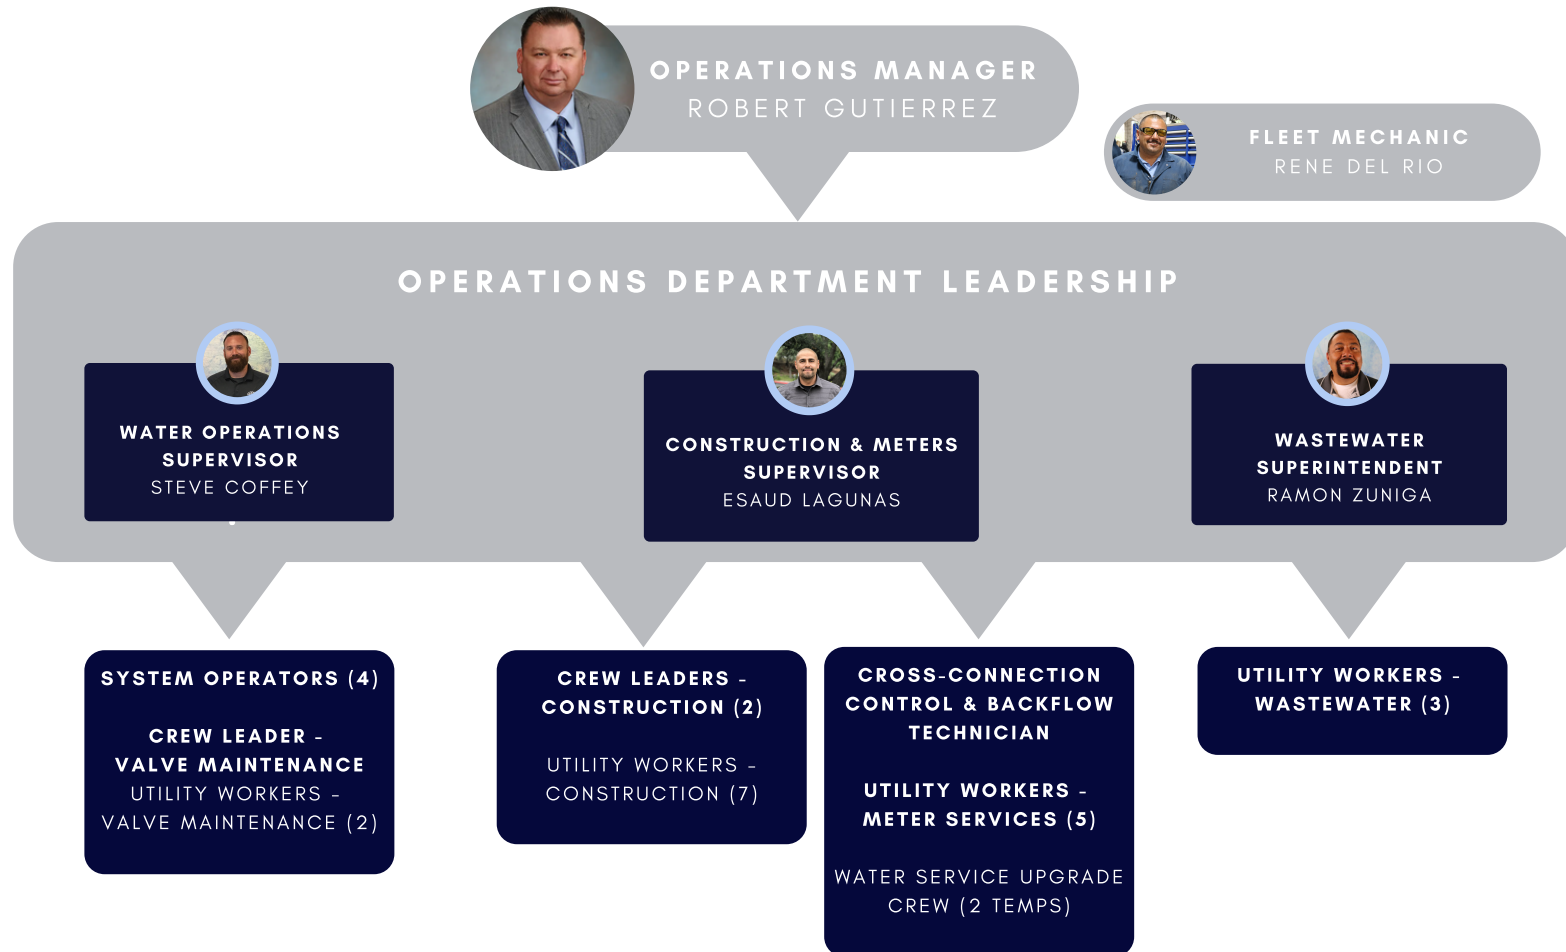 OPERATIONS MANAGER
ROBERT GUTIERREZ
FLEET MECHANIC
RENE DEL RIO
OPERATIONS DEPARTMENT LEADERSHIP
WATER OPERATIONS
SUPERVISOR
STEVE COFFEY
CONSTRUCTION & METERS
SUPERVISOR
ESAUD LAGUNAS
WASTEWATER
SUPERINTENDENT
RAMON ZUNIGA
SYSTEM OPERATORS (4)
CREW LEADER -
VALVE MAINTENANCE
UTILITY WORKERS -
VALVE MAINTENANCE (2)
CREW LEADERS -
CONSTRUCTION (2)
UTILITY WORKERS -
CONSTRUCTION (7)
CROSS-CONNECTION
CONTROL & BACKFLOW
TECHNICIAN
UTILITY WORKERS -
METER SERVICES (5)
WATER SERVICE UPGRADE
CREW (2 TEMPS)
UTILITY WORKERS -
WASTEWATER (3)